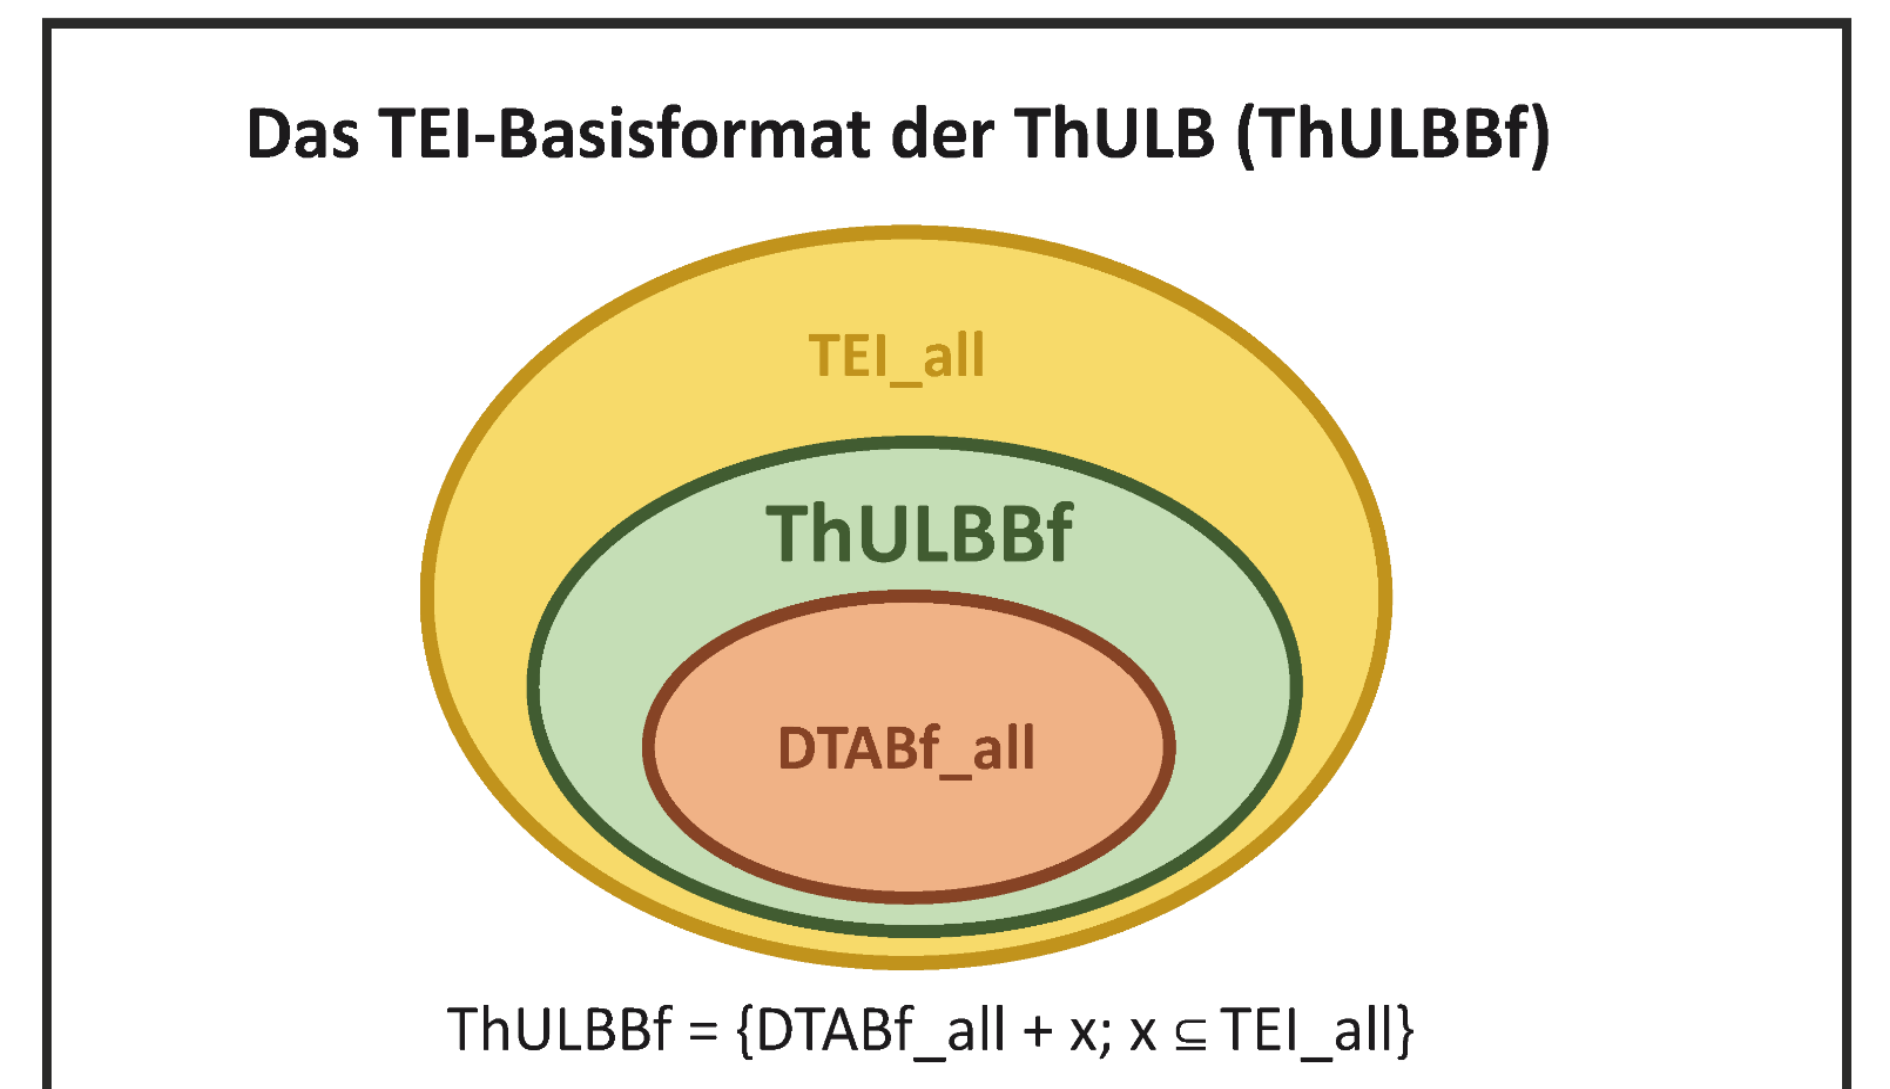 Das TEI-Basisformat der ThULB (ThULBBf)
TEI_all
ThULBBf
DTABf_all
ThULBBf = {DTABf_all + x; x ⊆ TEI_all}